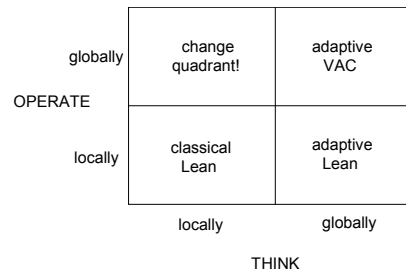 globally
change
quadrant!
adaptive
VAC
OPERATE
locally
classical
Lean
adaptive
Lean
locally
globally
THINK